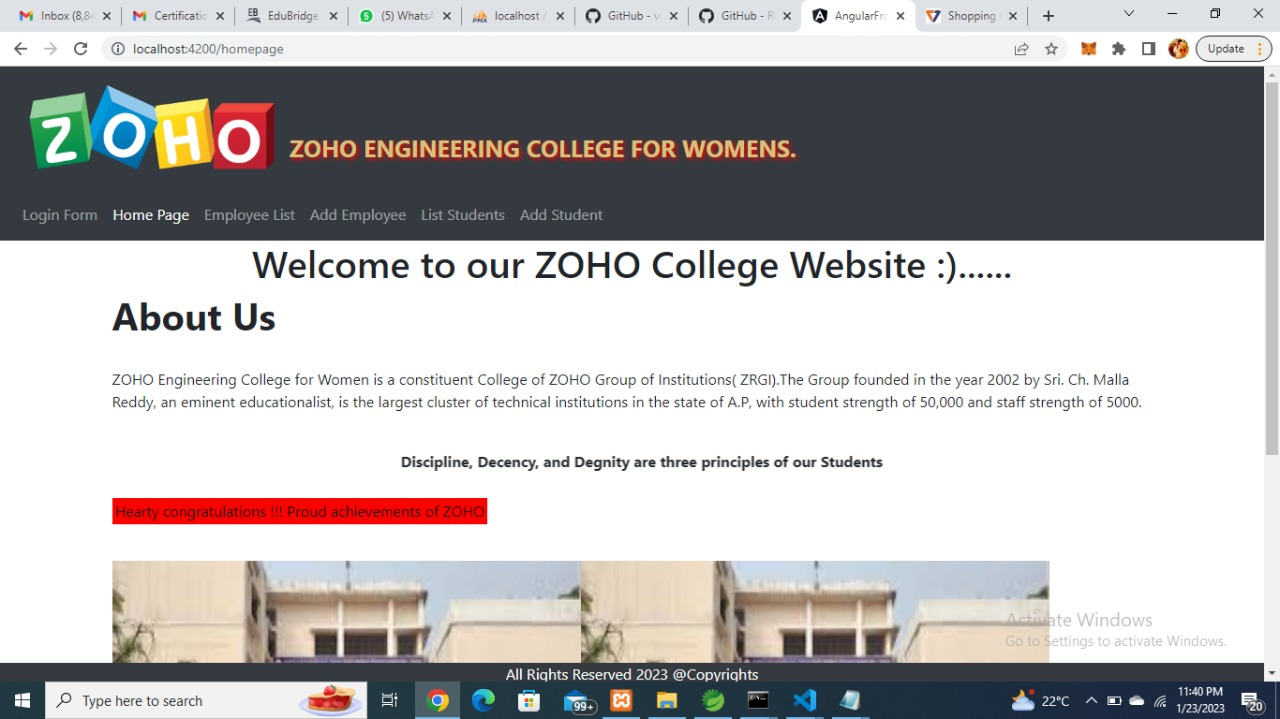 Inbox (8,84
Certificatio
EduBridge
(5) WhatsA
localhost /
GitHub - v
GitHub - R
AngularFro
Shopping
localhost:4200/homepage
Update
ZOHO
ZOHO ENGINEERING COLLEGE FOR WOMENS.
Login Form Home Page Employee List Add Employee List Students Add Student
Welcome to our ZOHO College Website :)......
About Us
ZOHO Engineering College for Women is a constituent College of ZOHO Group of Institutions( ZRGI).The Group founded in the year 2002 by Sri. Ch. Malla
Reddy, an eminent educationalist, is the largest cluster of technical institutions in the state of A.P, with student strength of 50,000 and staff strength of 5000.
Discipline, Decency, and Degnity are three principles of our Students
Hearty congratulations !!! Proud achievements of ZOHO
Activate Windows
Go to Settings to activate Windows.
All Rights Reserved 2023 @Copyrights
Type here to search
99+
22°C
11:40 PM
1/23/2023
20